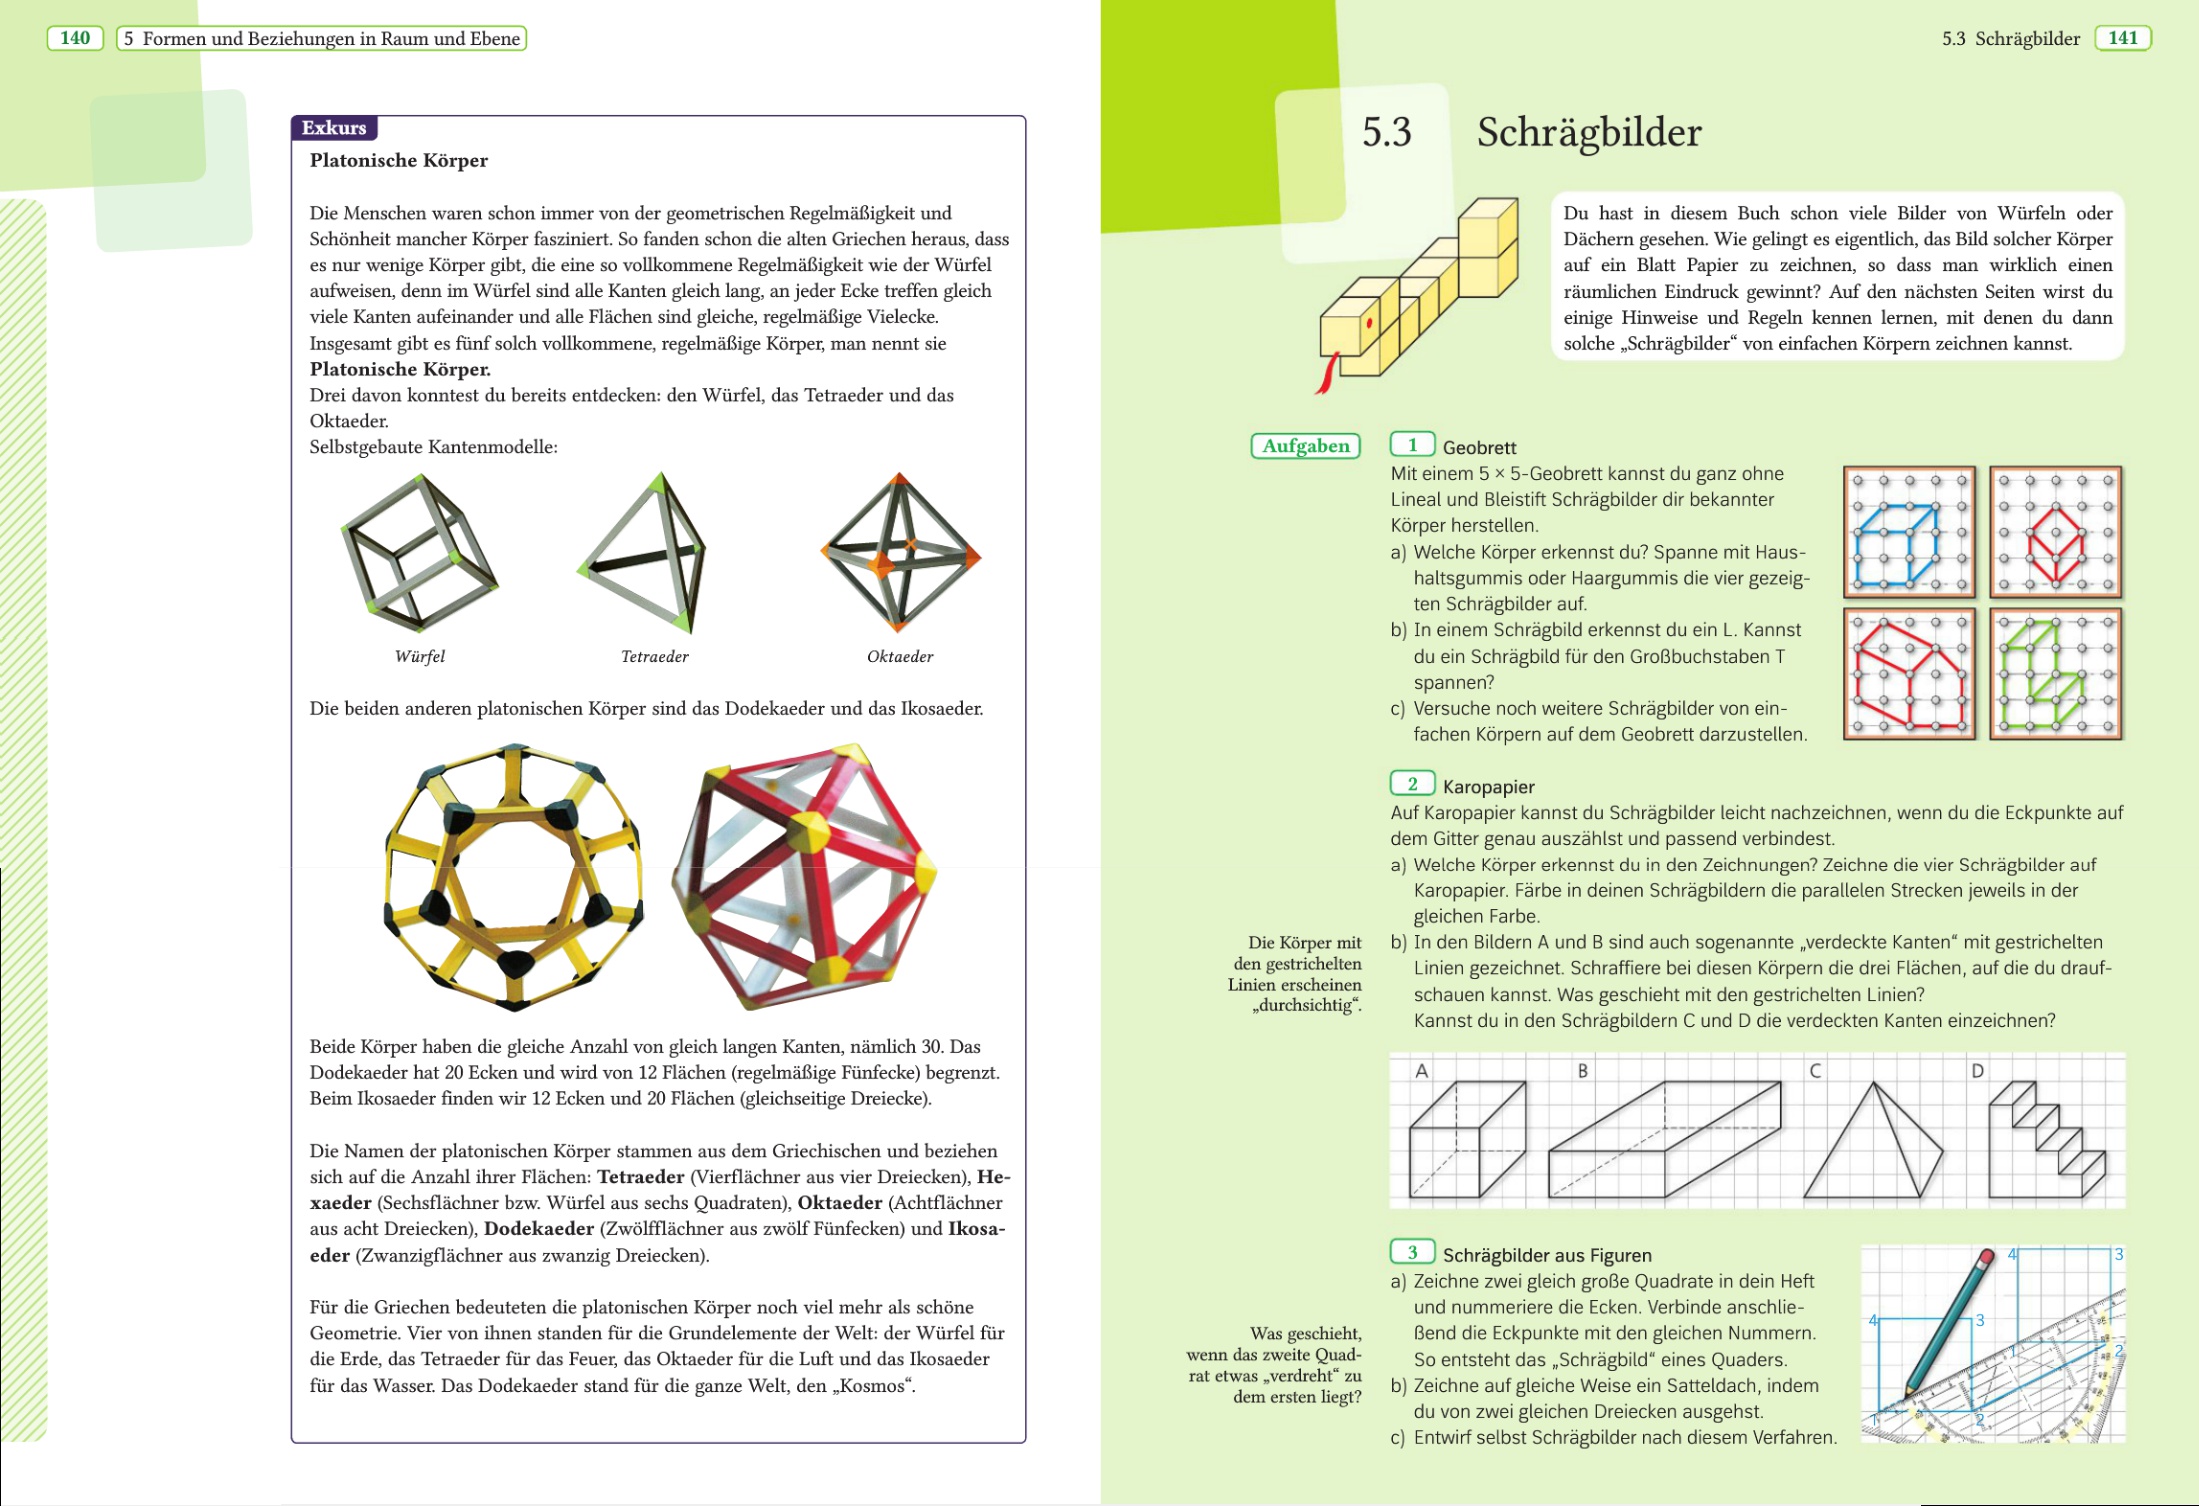 140
5 Formen und Beziehungen in Raum und Ebene
Exkurs
Platonische Körper
Die Menschen waren schon immer von der geometrischen Regelmäßigkeit und
Schönheit mancher Körper fasziniert. So fanden schon die alten Griechen heraus, dass
es nur wenige Körper gibt, die eine so vollkommene Regelmäßigkeit wie der Würfel
aufweisen, denn im Würfel sind alle Kanten gleich lang, an jeder Ecke treffen gleich
viele Kanten aufeinander und alle Flächen sind gleiche, regelmäßige Vielecke.
Insgesamt gibt es fünf solch vollkommene, regelmäßige Körper, man nennt sie
Platonische Körper.
Drei davon konntest du bereits entdecken: den Würfel, das Tetraeder und das
Oktaeder.
Selbstgebaute Kantenmodelle:
Würfel
Tetraeder
Oktaeder
Die beiden anderen platonischen Körper sind das Dodekaeder und das Ikosaeder.
Beide Körper haben die gleiche Anzahl von gleich langen Kanten, nämlich 30. Das
Dodekaeder hat 20 Ecken und wird von 12 Flächen (regelmäßige Fünfecke) begrenzt.
Beim Ikosaeder finden wir 12 Ecken und 20 Flächen (gleichseitige Dreiecke).
Die Namen der platonischen Körper stammen aus dem Griechischen und beziehen
sich auf die Anzahl ihrer Flächen: Tetraeder (Vierflächner aus vier Dreiecken), He-
xaeder (Sechsflächner bzw. Würfel aus sechs Quadraten), Oktaeder (Achtflächner
aus acht Dreiecken), Dodekaeder (Zwölfflächner aus zwölf Fünfecken) und Ikosa-
eder (Zwanzigflächner aus zwanzig Dreiecken).
Für die Griechen bedeuteten die platonischen Körper noch viel mehr als schöne
Geometrie. Vier von ihnen standen für die Grundelemente der Welt: der Würfel für
die Erde, das Tetraeder für das Feuer, das Oktaeder für die Luft und das Ikosaeder
für das Wasser. Das Dodekaeder stand für die ganze Welt, den „Kosmos“.
5.3 Schrägbilder
141
5.3 Schrägbilder
Du hast in diesem Buch schon viele Bilder von Würfeln oder
Dächern gesehen. Wie gelingt es eigentlich, das Bild solcher Körper
auf ein Blatt Papier zu zeichnen, so dass man wirklich einen
räumlichen Eindruck gewinnt? Auf den nächsten Seiten wirst du
einige Hinweise und Regeln kennen lernen, mit denen du dann
solche „Schrägbilder“ von einfachen Körpern zeichnen kannst.
Aufgaben
1 Geobrett
Mit einem 5 × 5-Geobrett kannst du ganz ohne
Lineal und Bleistift Schrägbilder dir bekannter
Körper herstellen.
a) Welche Körper erkennst du? Spanne mit Haus-
haltsgummis oder Haargummis die vier gezeig-
ten Schrägbilder auf.
b) In einem Schrägbild erkennst du ein L. Kannst
du ein Schrägbild für den Großbuchstaben T
spannen?
c) Versuche noch weitere Schrägbilder von ein-
fachen Körpern auf dem Geobrett darzustellen.
2 Karopapier
Auf Karopapier kannst du Schrägbilder leicht nachzeichnen, wenn du die Eckpunkte auf
dem Gitter genau auszählst und passend verbindest.
a) Welche Körper erkennst du in den Zeichnungen? Zeichne die vier Schrägbilder auf
Karopapier. Färbe in deinen Schrägbildern die parallelen Strecken jeweils in der
gleichen Farbe.
b) In den Bildern A und B sind auch sogenannte „verdeckte Kanten“ mit gestrichelten
Linien gezeichnet. Schraffiere bei diesen Körpern die drei Flächen, auf die du drauf-
schauen kannst. Was geschieht mit den gestrichelten Linien?
Kannst du in den Schrägbildern C und D die verdeckten Kanten einzeichnen?
Die Körper mit
den gestrichelten
Linien erscheinen
„durchsichtig“.
A
B
C
D
3 Schrägbilder aus Figuren
a) Zeichne zwei gleich große Quadrate in dein Heft
und nummeriere die Ecken. Verbinde anschlie-
ßend die Eckpunkte mit den gleichen Nummern.
So entsteht das „Schrägbild“ eines Quaders.
b) Zeichne auf gleiche Weise ein Satteldach, indem
du von zwei gleichen Dreiecken ausgehst.
c) Entwirf selbst Schrägbilder nach diesem Verfahren.
Was geschieht,
wenn das zweite Quad-
rat etwas „verdreht“ zu
dem ersten liegt?
4
3
4
3
1
2
1
2